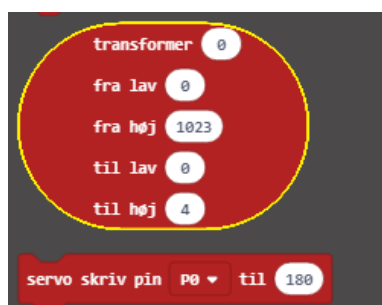 transformer 0
fra lav 0
fra høj 1023
til lav 0
til høj 4
servo skriv pin P0 til 180